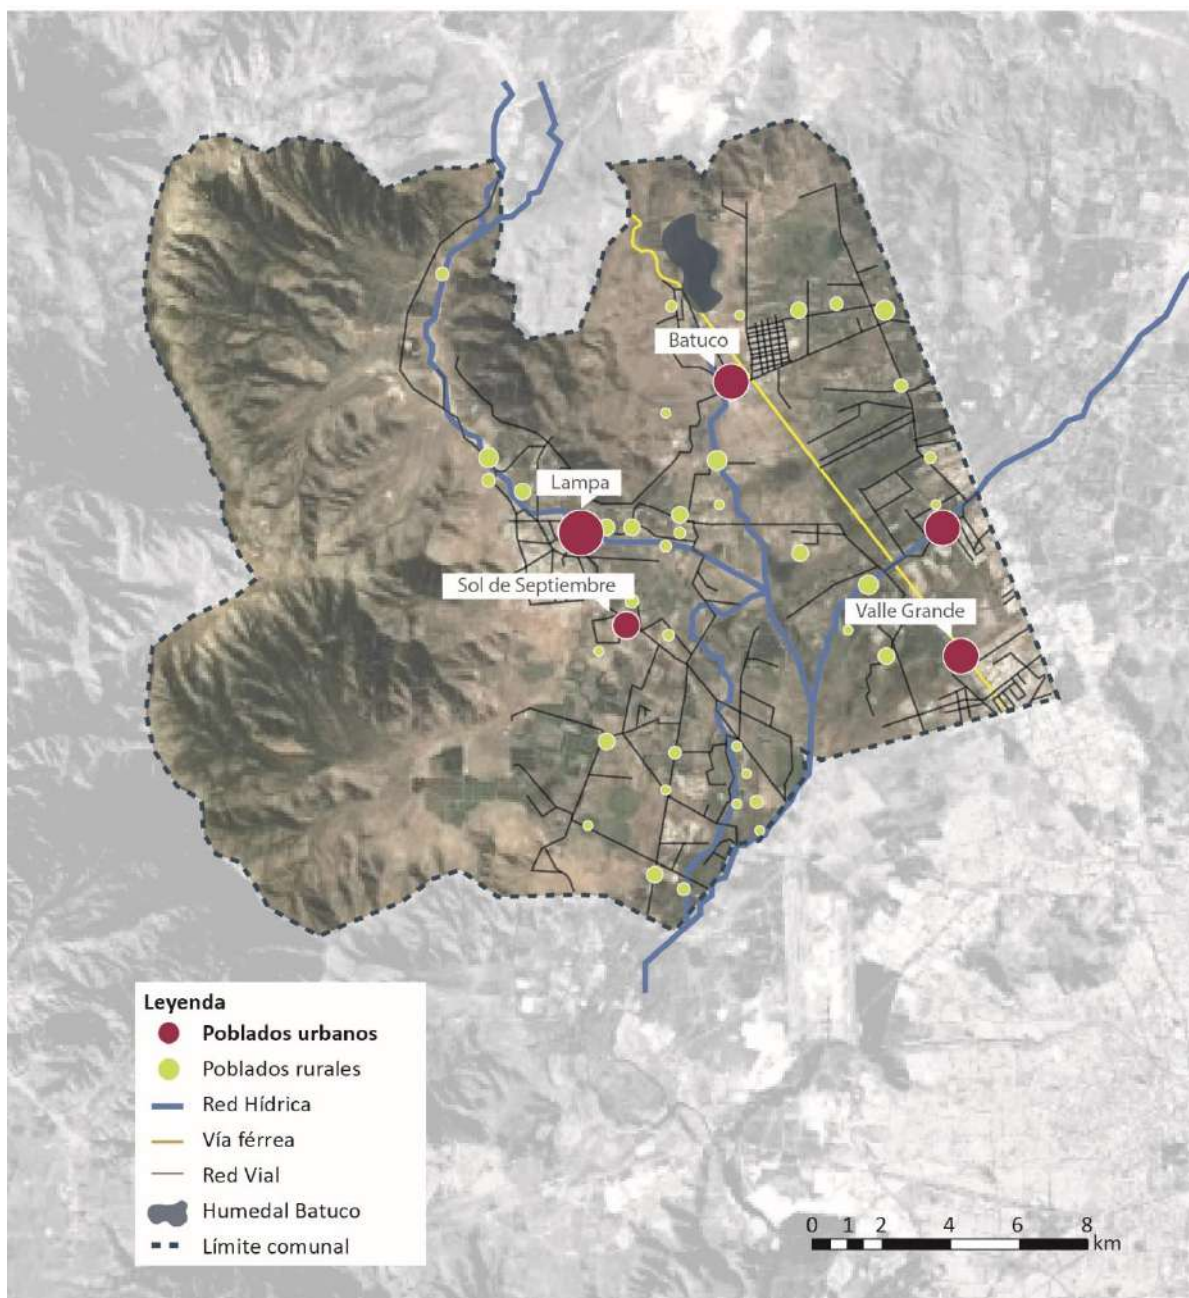 Batuco
Lampa
Sol de Septiembre
Valle Grande
Leyenda
Poblados urbanos
Poblados rurales
Red Hídrica
Vía férrea
Red Vial
Humedal Batuco
Límite comunal
0 1 2 4 6 8
km